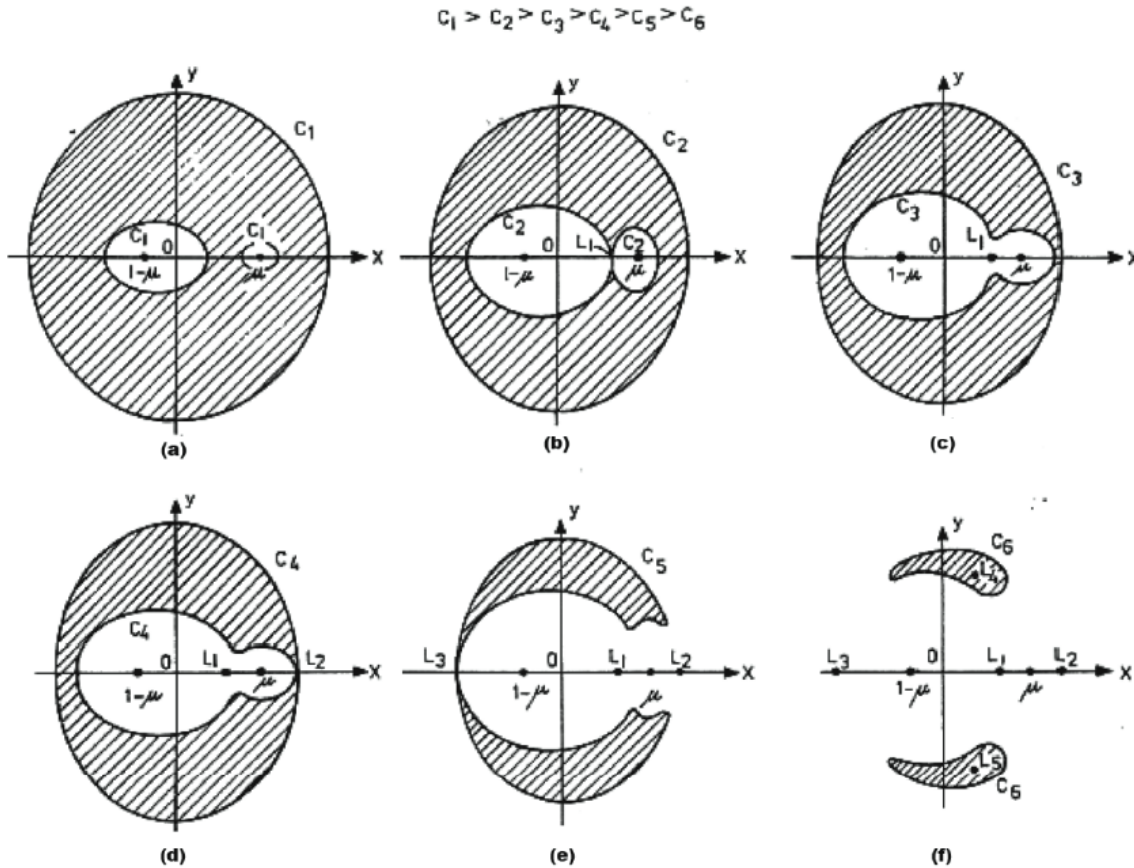 C₁ > C₂ > C₃ > C₄ > C₅ > C₆
y
C₁
C₁
0
C₁
x
1-μ
μ
(a)
y
C₂
C₂
0
L₁
C₂
x
1-μ
μ
(b)
y
C₃
C₃
0
L₁
x
1-μ
μ
(c)
y
C₄
C₄
0
L₁
L₂
x
1-μ
μ
(d)
y
C₅
L₃
0
L₁
L₂
x
1-μ
μ
(e)
y
C₆
L₄
L₃
0
L₁
L₂
x
1-μ
μ
L₅
C₆
(f)